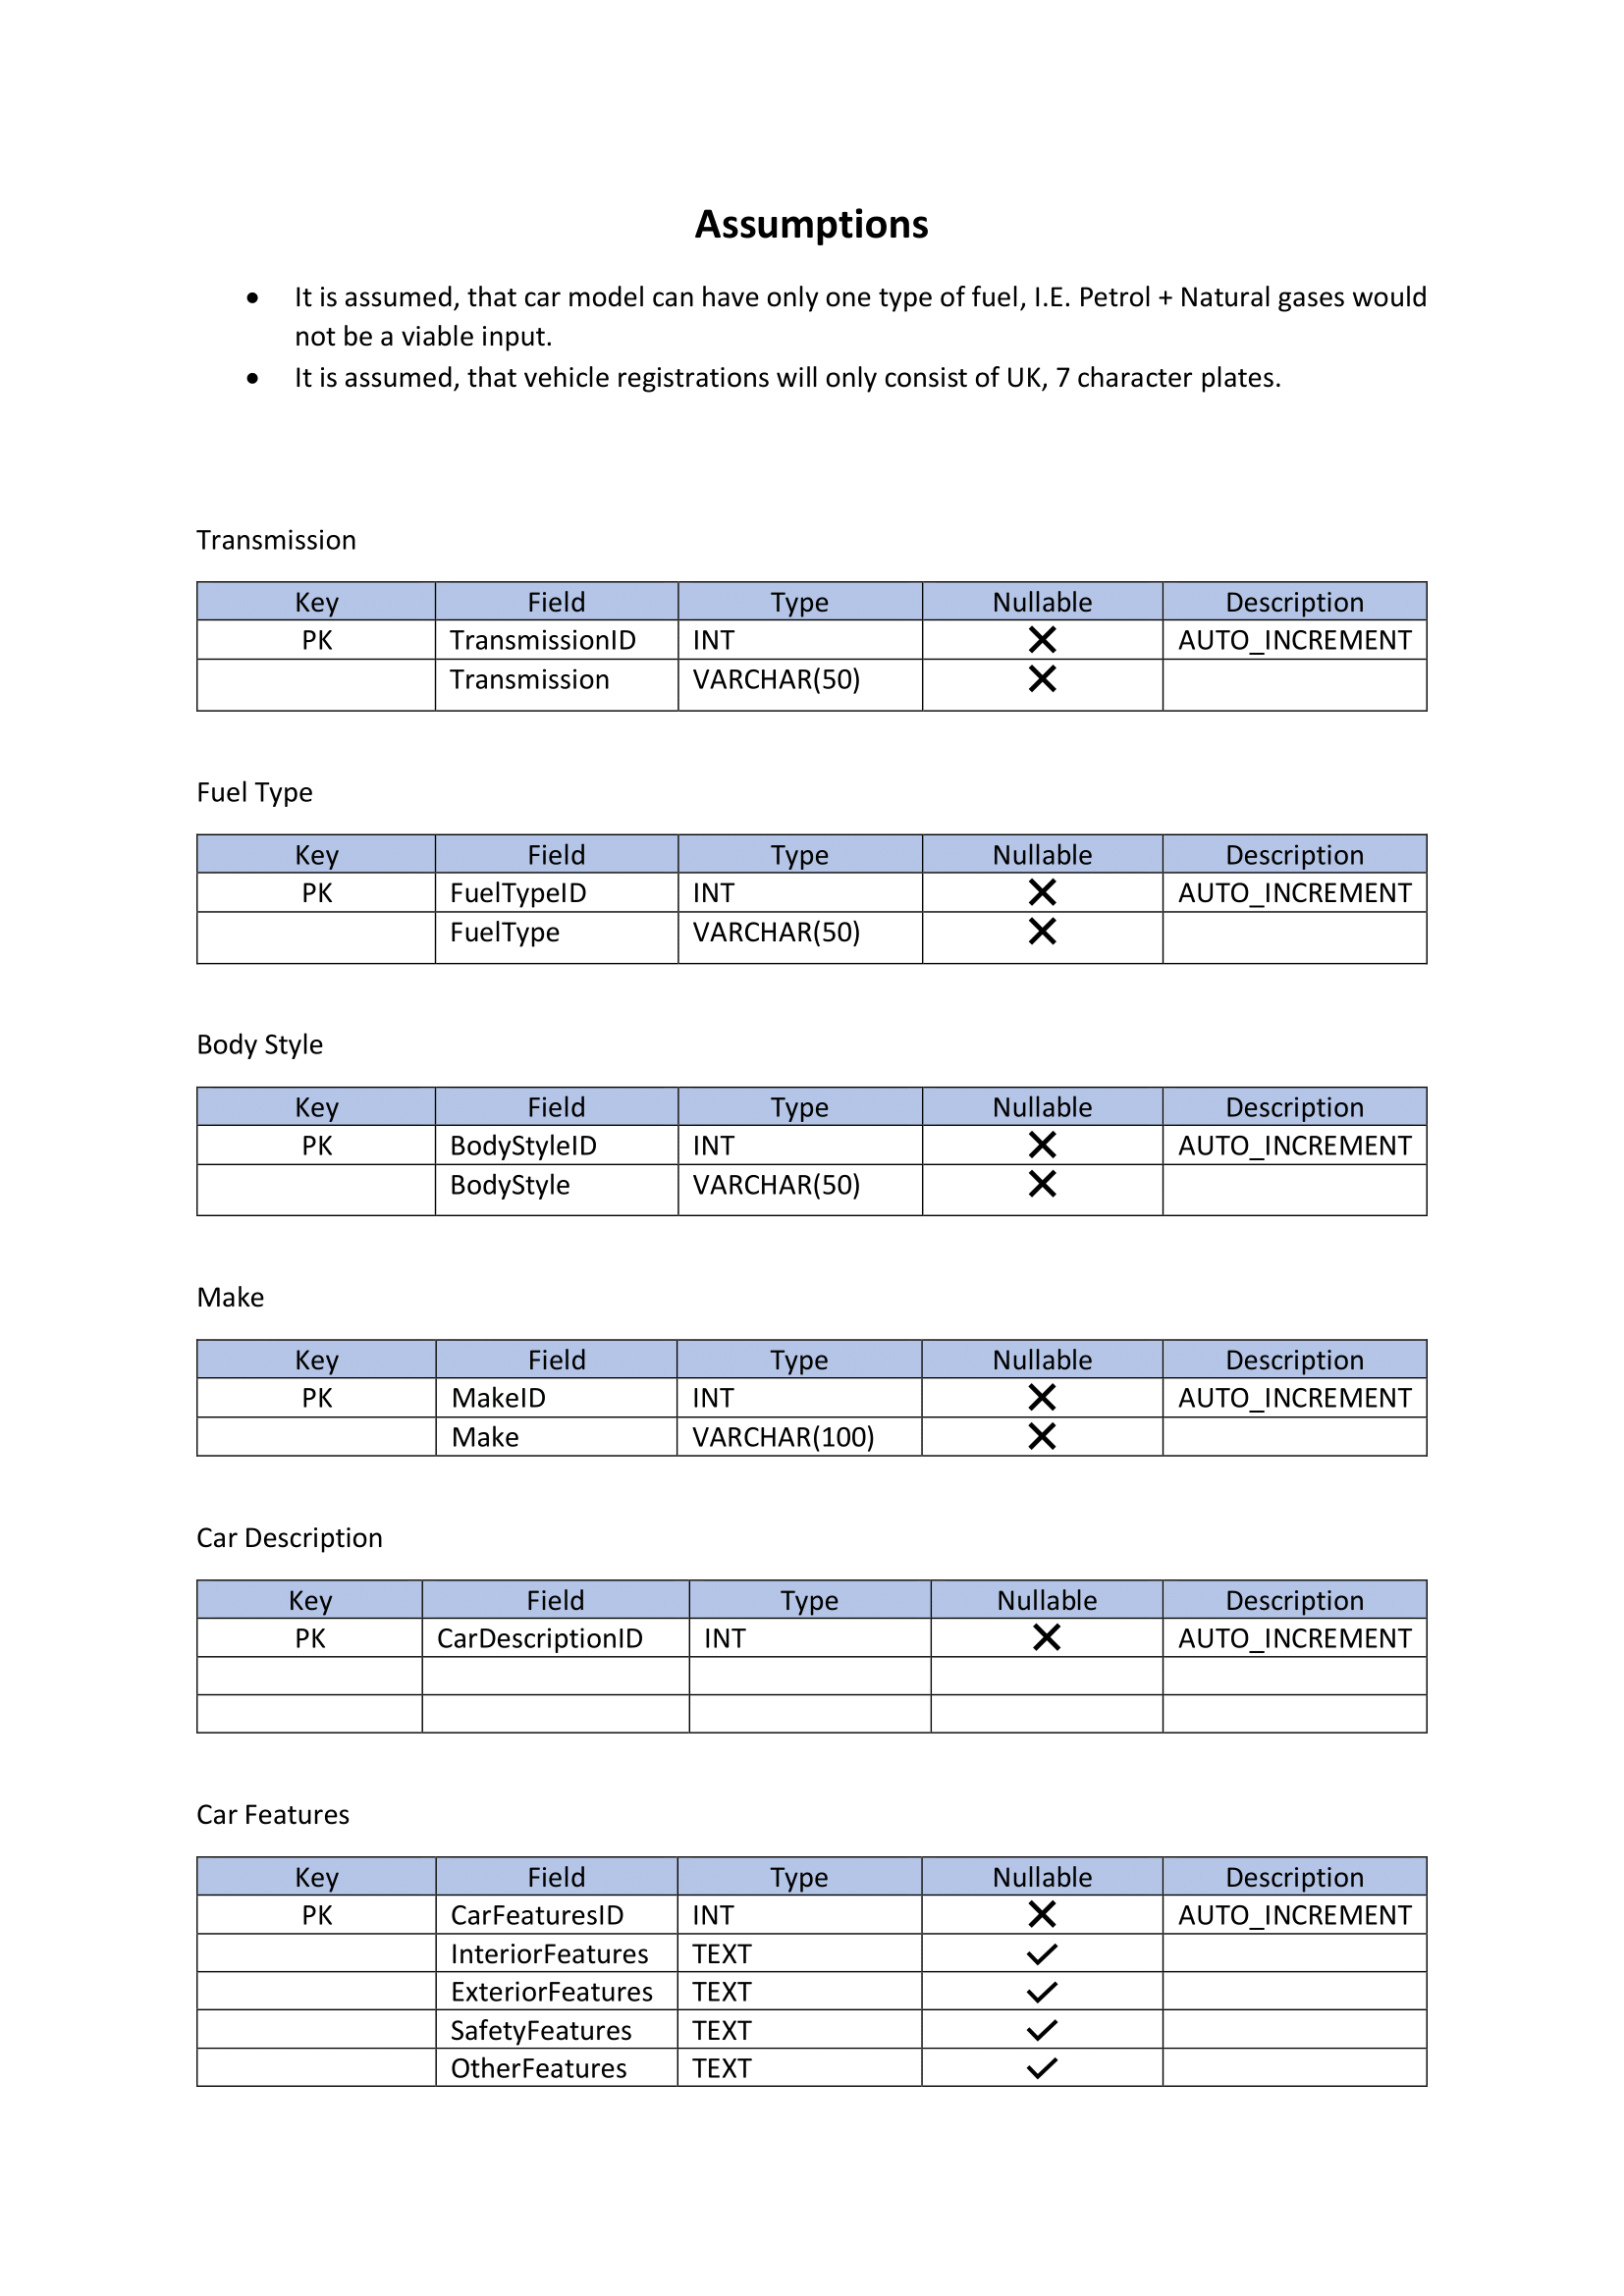 Assumptions
• It is assumed, that car model can have only one type of fuel, I.E. Petrol + Natural gases would
not be a viable input.
• It is assumed, that vehicle registrations will only consist of UK, 7 character plates.
Transmission
Key Field Type Nullable Description
PK TransmissionID INT ✕ AUTO_INCREMENT
Transmission VARCHAR(50) ✕
Fuel Type
Key Field Type Nullable Description
PK FuelTypeID INT ✕ AUTO_INCREMENT
FuelType VARCHAR(50) ✕
Body Style
Key Field Type Nullable Description
PK BodyStyleID INT ✕ AUTO_INCREMENT
BodyStyle VARCHAR(50) ✕
Make
Key Field Type Nullable Description
PK MakeID INT ✕ AUTO_INCREMENT
Make VARCHAR(100) ✕
Car Description
Key Field Type Nullable Description
PK CarDescriptionID INT ✕ AUTO_INCREMENT
Car Features
Key Field Type Nullable Description
PK CarFeaturesID INT ✕ AUTO_INCREMENT
InteriorFeatures TEXT ✓
ExteriorFeatures TEXT ✓
SafetyFeatures TEXT ✓
OtherFeatures TEXT ✓